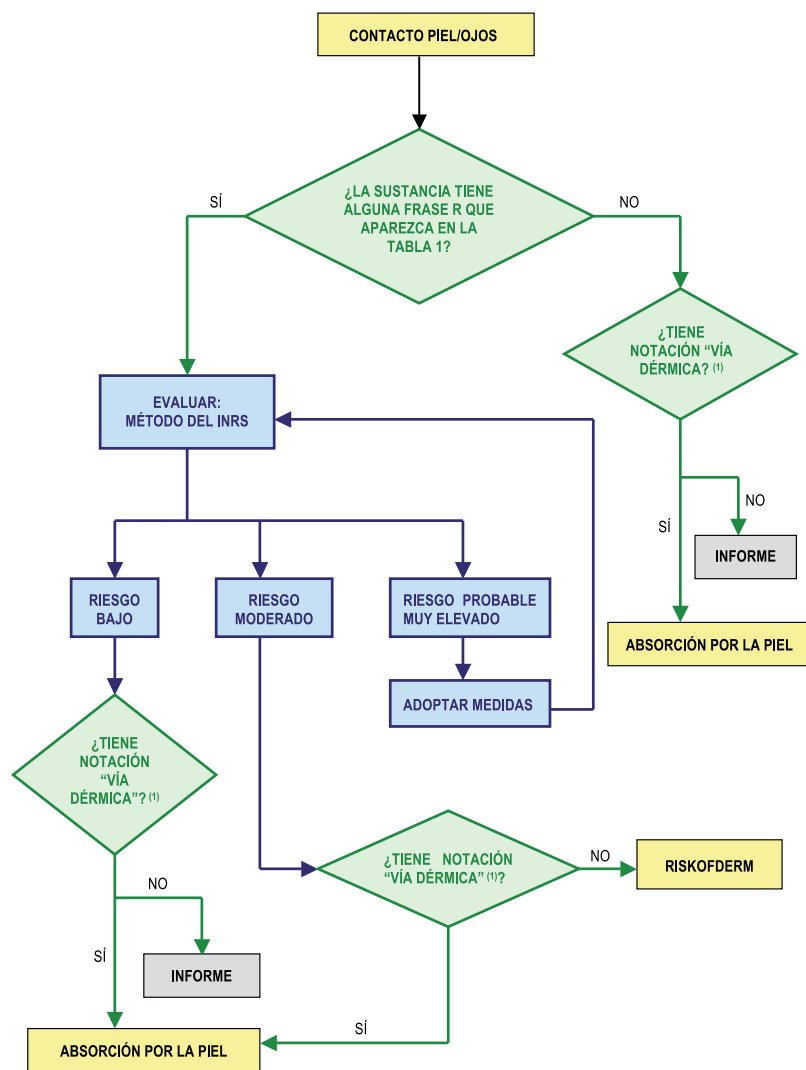 CONTACTO PIEL/OJOS
¿LA SUSTANCIA TIENE
ALGUNA FRASE R QUE
APAREZCA EN LA
TABLA 1?
SÍ
NO
¿TIENE
NOTACIÓN “VÍA
DÉRMICA? (1)
EVALUAR:
MÉTODO DEL INRS
NO
SÍ
INFORME
RIESGO
BAJO
RIESGO
MODERADO
RIESGO PROBABLE
MUY ELEVADO
ABSORCIÓN POR LA PIEL
ADOPTAR MEDIDAS
¿TIENE
NOTACIÓN
“VÍA
DÉRMICA”? (1)
¿TIENE NOTACIÓN
“VÍA DÉRMICA” (1)?
NO
RISKOFDERM
NO
SÍ
INFORME
SÍ
ABSORCIÓN POR LA PIEL